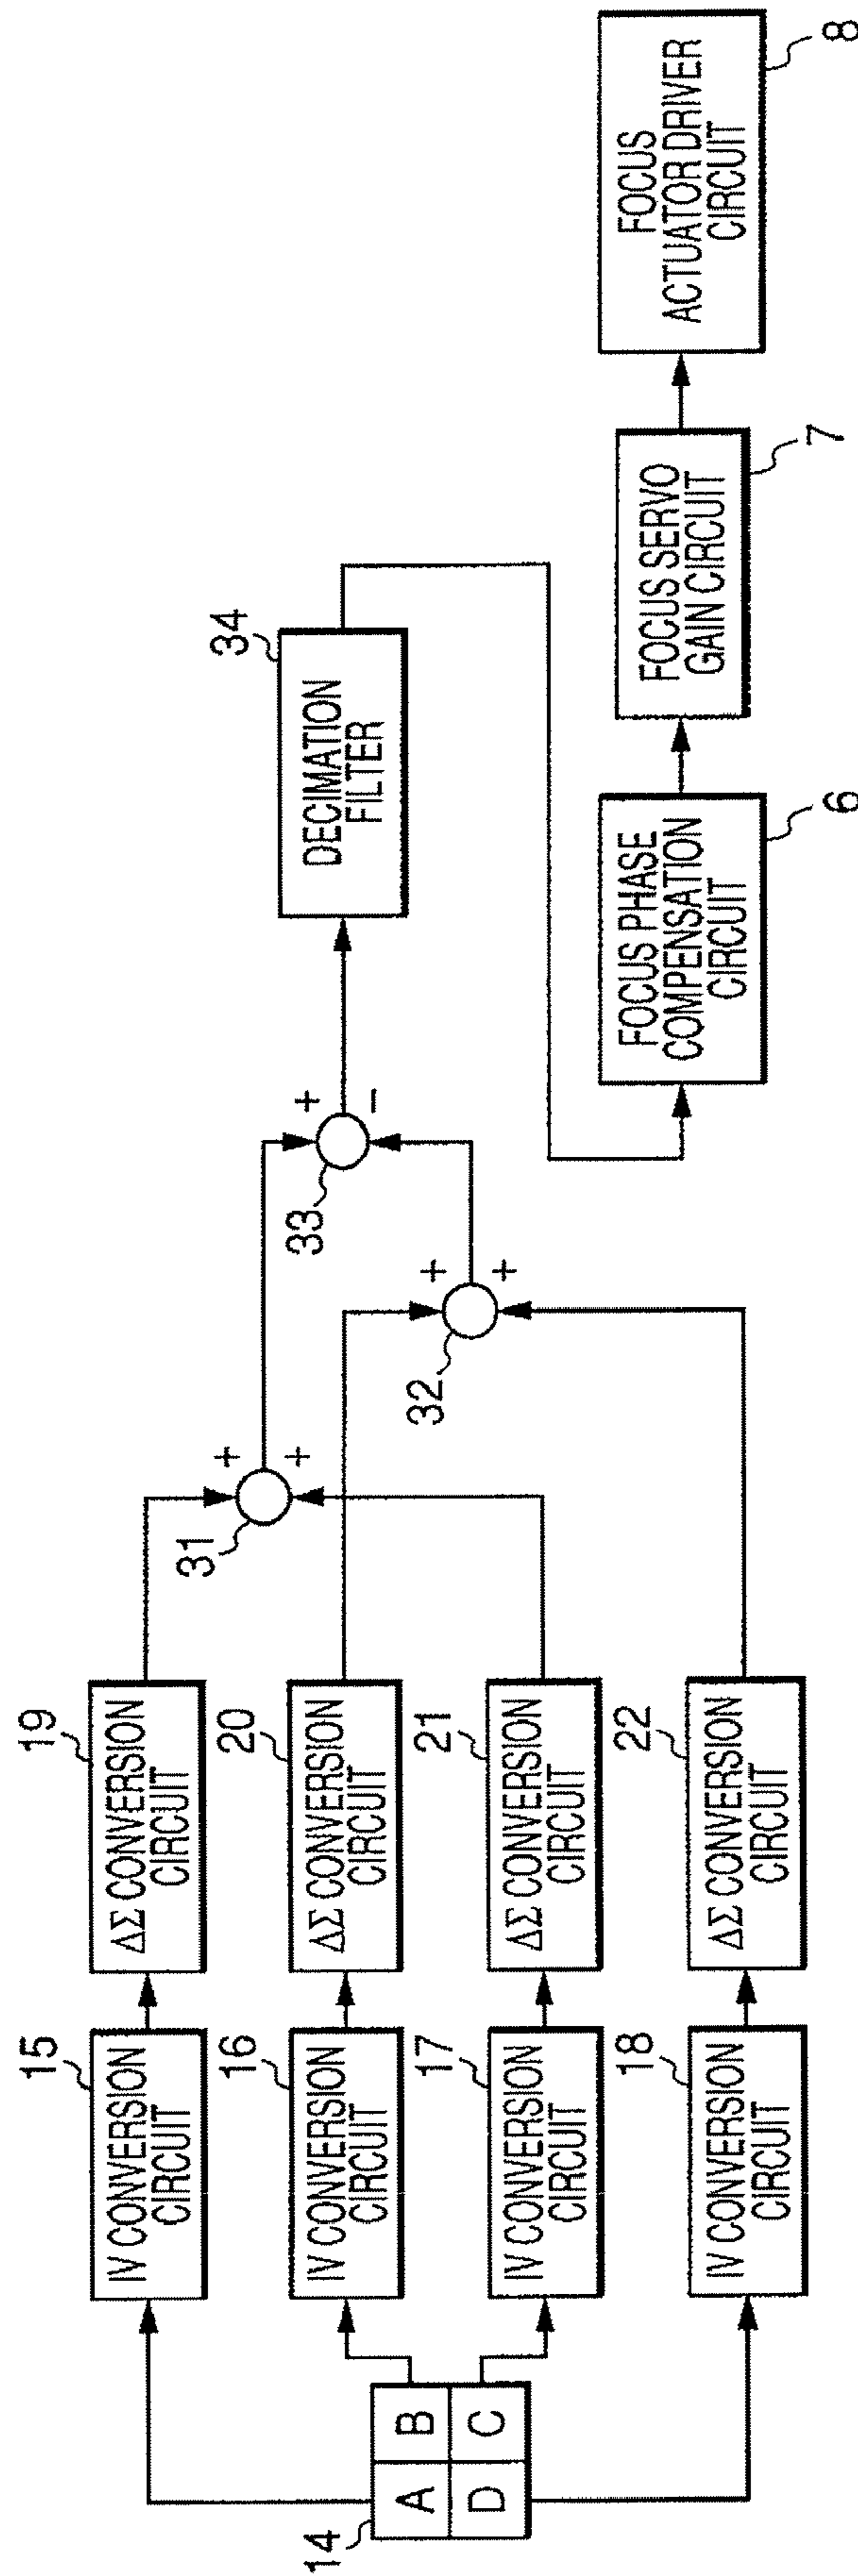 14
A
B
D
C
15
IV CONVERSION
CIRCUIT
16
IV CONVERSION
CIRCUIT
17
IV CONVERSION
CIRCUIT
18
IV CONVERSION
CIRCUIT
19
ΔΣ CONVERSION
CIRCUIT
20
ΔΣ CONVERSION
CIRCUIT
21
ΔΣ CONVERSION
CIRCUIT
22
ΔΣ CONVERSION
CIRCUIT
31
+
+
32
+
+
33
+
−
34
DECIMATION
FILTER
FOCUS PHASE
COMPENSATION
CIRCUIT
6
FOCUS SERVO
GAIN CIRCUIT
7
FOCUS
ACTUATOR DRIVER
CIRCUIT
8